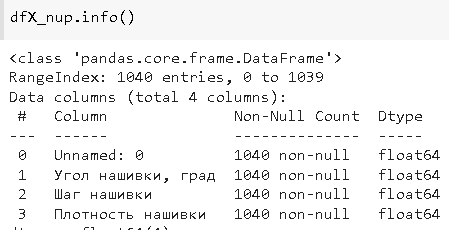 dfX_nup.info()
<class 'pandas.core.frame.DataFrame'>
RangeIndex: 1040 entries, 0 to 1039
Data columns (total 4 columns):
 #   Column               Non-Null Count  Dtype
---  ------               --------------  -----
 0   Unnamed: 0           1040 non-null   float64
 1   Угол нашивки, град   1040 non-null   float64
 2   Шаг нашивки          1040 non-null   float64
 3   Плотность нашивки    1040 non-null   float64